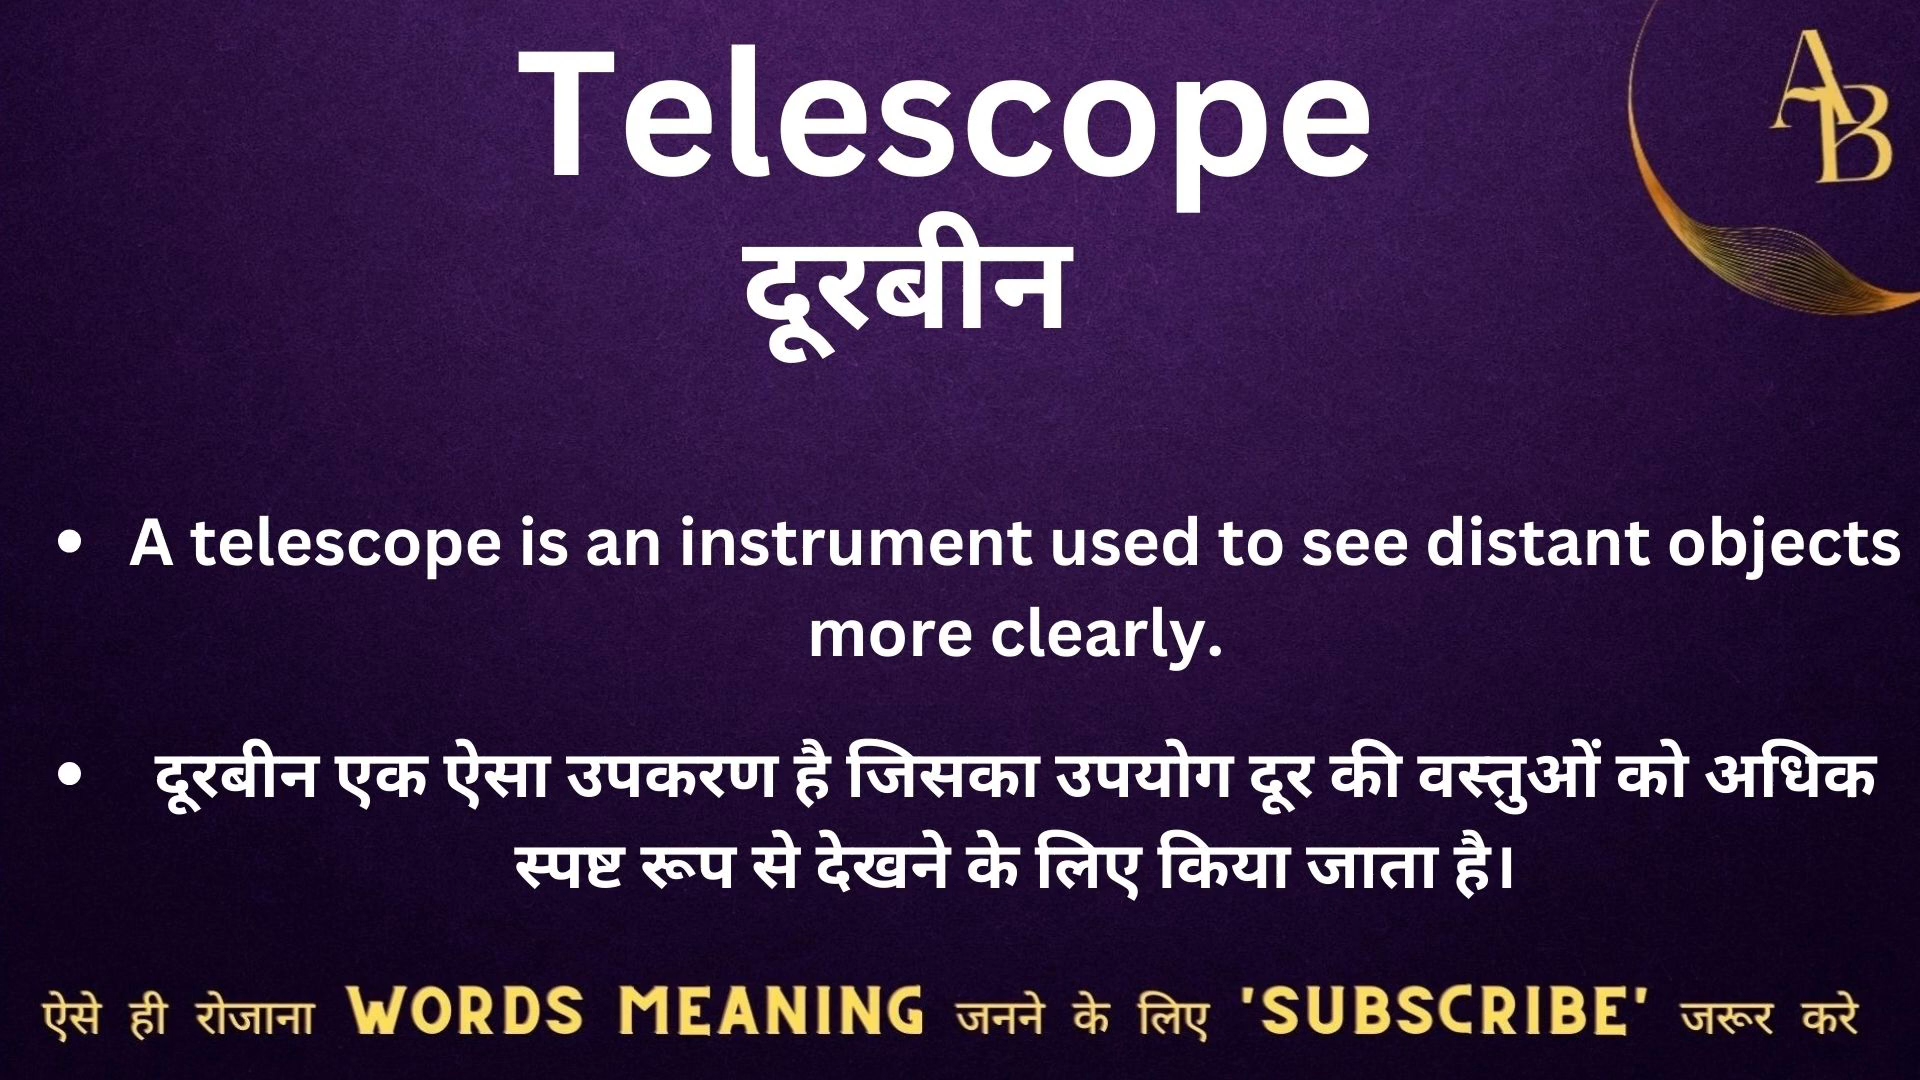 Telescope
AB
दूरबीन
• A telescope is an instrument used to see distant objects
more clearly.
• दूरबीन एक ऐसा उपकरण है जिसका उपयोग दूर की वस्तुओं को अधिक
स्पष्ट रूप से देखने के लिए किया जाता है।
ऐसे ही रोजाना WORDS MEANING जनने के लिए 'SUBSCRIBE' जरूर करे